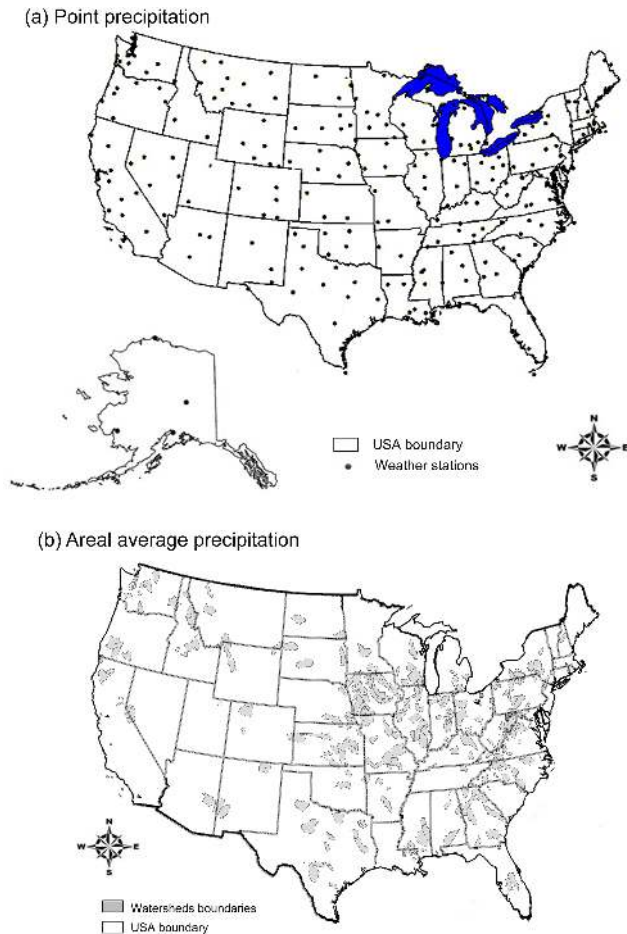 (a) Point precipitation
N
W E
S
USA boundary
Weather stations
(b) Areal average precipitation
N
W E
S
Watersheds boundaries
USA boundary